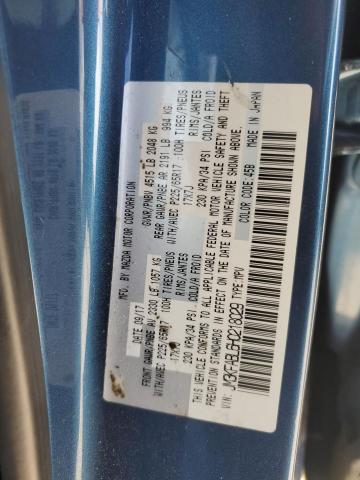 MFD. BY MAZDA MOTOR CORPORATION
DATE 09/17 GVWR/PNBV 4515 LB 2048 KG
FRONT GAWR/PNBE AV 2330 LB 1057 KG REAR GAWR/PNBE AR 2191 LB 994 KG
WITH/AVEC P225/65R17 100H TIRES/PNEUS WITH/AVEC P225/65R17 100H TIRES/PNEUS
17X7J RIMS/JANTES 17X7J RIMS/JANTES
230 KPA/34 PSI COLD/A FROID 230 KPA/34 PSI COLD/A FROID
THIS VEHICLE CONFORMS TO ALL APPLICABLE FEDERAL MOTOR VEHICLE SAFETY AND THEFT
PREVENTION STANDARDS IN EFFECT ON THE DATE OF MANUFACTURE SHOWN ABOVE.
VIN: TYPE:MPV COLOR CODE:45B MADE IN JAPAN